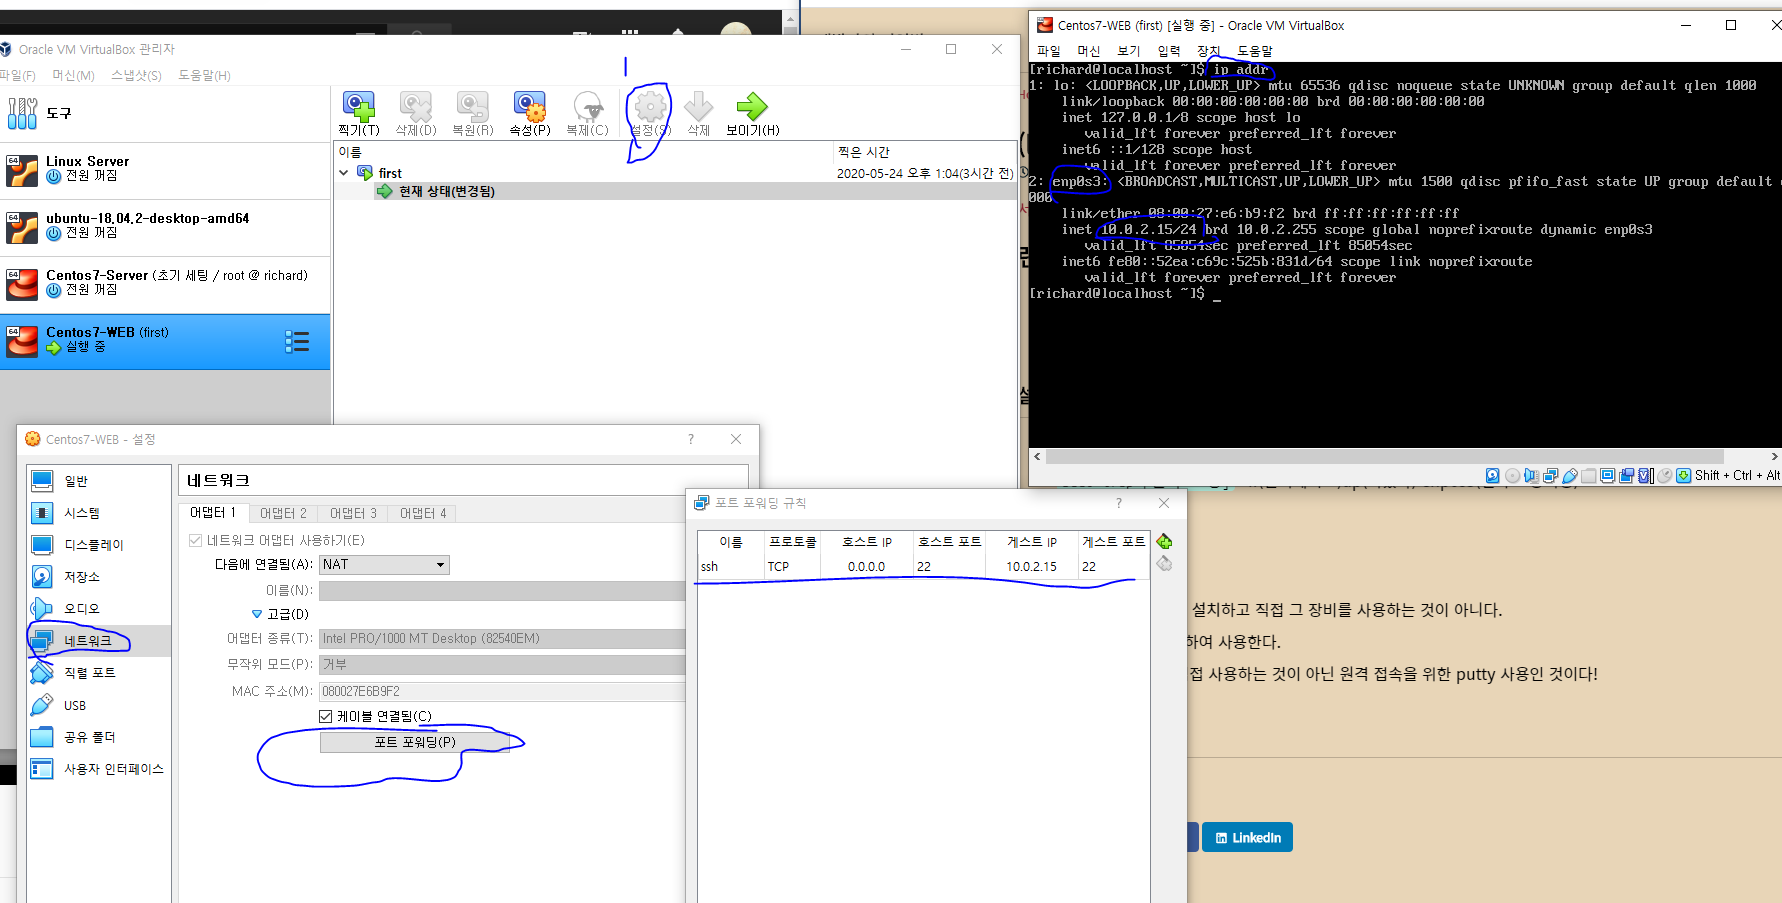 Oracle VM VirtualBox 관리자
파일(F) 머신(M) 스냅샷(S) 도움말(H)
도구
찍기(T) 삭제(D) 복원(R) 속성(P) 복제(C) 설정(S) 삭제 보이기(H)
이름 찍은 시간
first 2020-05-24 오후 1:04(3시간 전)
현재 상태(변경됨)
Linux Server
전원 꺼짐
ubuntu-18,04,2-desktop-amd64
전원 꺼짐
Centos7-Server (초기 세팅 / root @ richard)
전원 꺼짐
Centos7-WEB (first)
실행 중
Centos7-WEB (first) [실행 중] - Oracle VM VirtualBox
파일 머신 보기 입력 장치 도움말
[richard@localhost ~]$ ip addr
1: lo: <LOOPBACK,UP,LOWER_UP> mtu 65536 qdisc noqueue state UNKNOWN group default qlen 1000
link/loopback 00:00:00:00:00:00 brd 00:00:00:00:00:00
inet 127.0.0.1/8 scope host lo
valid_lft forever preferred_lft forever
inet6 ::1/128 scope host
valid_lft forever preferred_lft forever
2: enp0s3: <BROADCAST,MULTICAST,UP,LOWER_UP> mtu 1500 qdisc pfifo_fast state UP group default
000
link/ether 08:00:27:e6:b9:f2 brd ff:ff:ff:ff:ff:ff
inet 10.0.2.15/24 brd 10.0.2.255 scope global noprefixroute dynamic enp0s3
valid_lft 85054sec preferred_lft 85054sec
inet6 fe80::52ea:c69c:525b:831d/64 scope link noprefixroute
valid_lft forever preferred_lft forever
[richard@localhost ~]$ _
Shift + Ctrl + Alt
Centos7-WEB - 설정
일반
시스템
디스플레이
저장소
오디오
네트워크
직렬 포트
USB
공유 폴더
사용자 인터페이스
네트워크
어댑터 1 어댑터 2 어댑터 3 어댑터 4
네트워크 어댑터 사용하기(E)
다음에 연결됨(A): NAT
이름(N):
고급(D)
어댑터 종류(T): Intel PRO/1000 MT Desktop (82540EM)
무작위 모드(P): 거부
MAC 주소(M): 080027E6B9F2
케이블 연결됨(C)
포트 포워딩(P)
포트 포워딩 규칙
이름 프로토콜 호스트 IP 호스트 포트 게스트 IP 게스트 포트
ssh TCP 0.0.0.0 22 10.0.2.15 22
설치하고 직접 그 장비를 사용하는 것이 아니다.
하여 사용한다.
접 사용하는 것이 아닌 원격 접속을 위한 putty 사용인 것이다!
LinkedIn